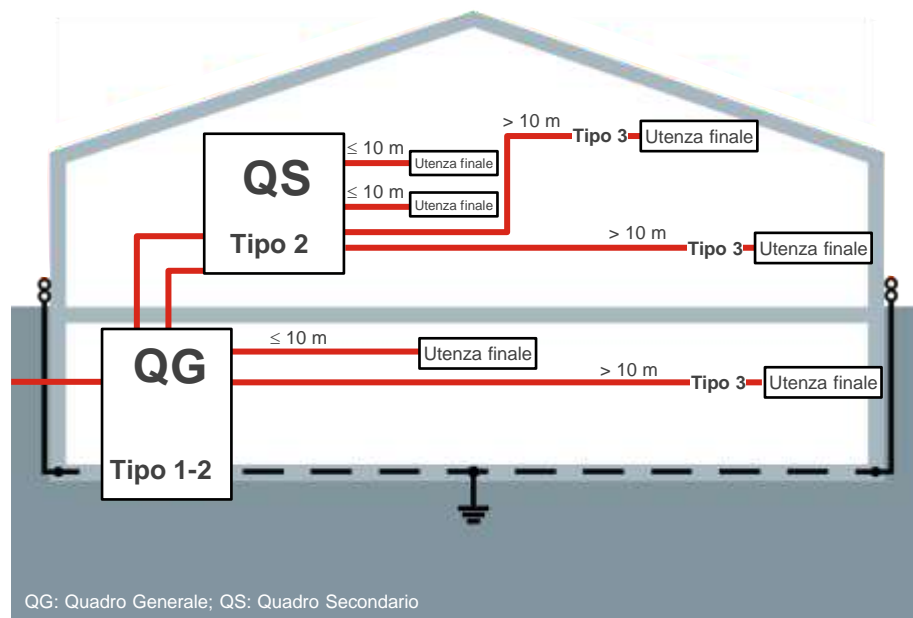 > 10 m
Tipo 3
Utenza finale
≤ 10 m
Utenza finale
QS
≤ 10 m
Utenza finale
Tipo 2
> 10 m
Tipo 3
Utenza finale
≤ 10 m
Utenza finale
QG
> 10 m
Tipo 3
Utenza finale
Tipo 1-2
QG: Quadro Generale; QS: Quadro Secondario